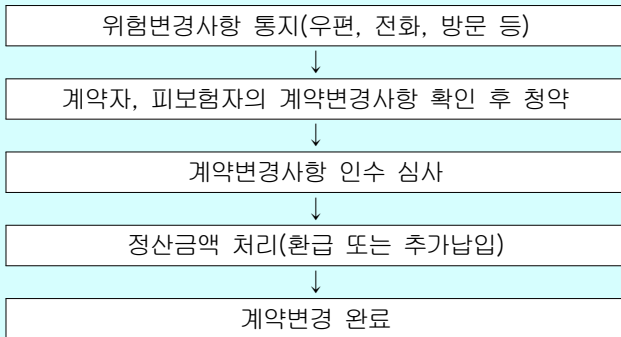 위험변경사항 통지(우편, 전화, 방문 등)
↓
계약자, 피보험자의 계약변경사항 확인 후 청약
↓
계약변경사항 인수 심사
↓
정산금액 처리(환급 또는 추가납입)
↓
계약변경 완료